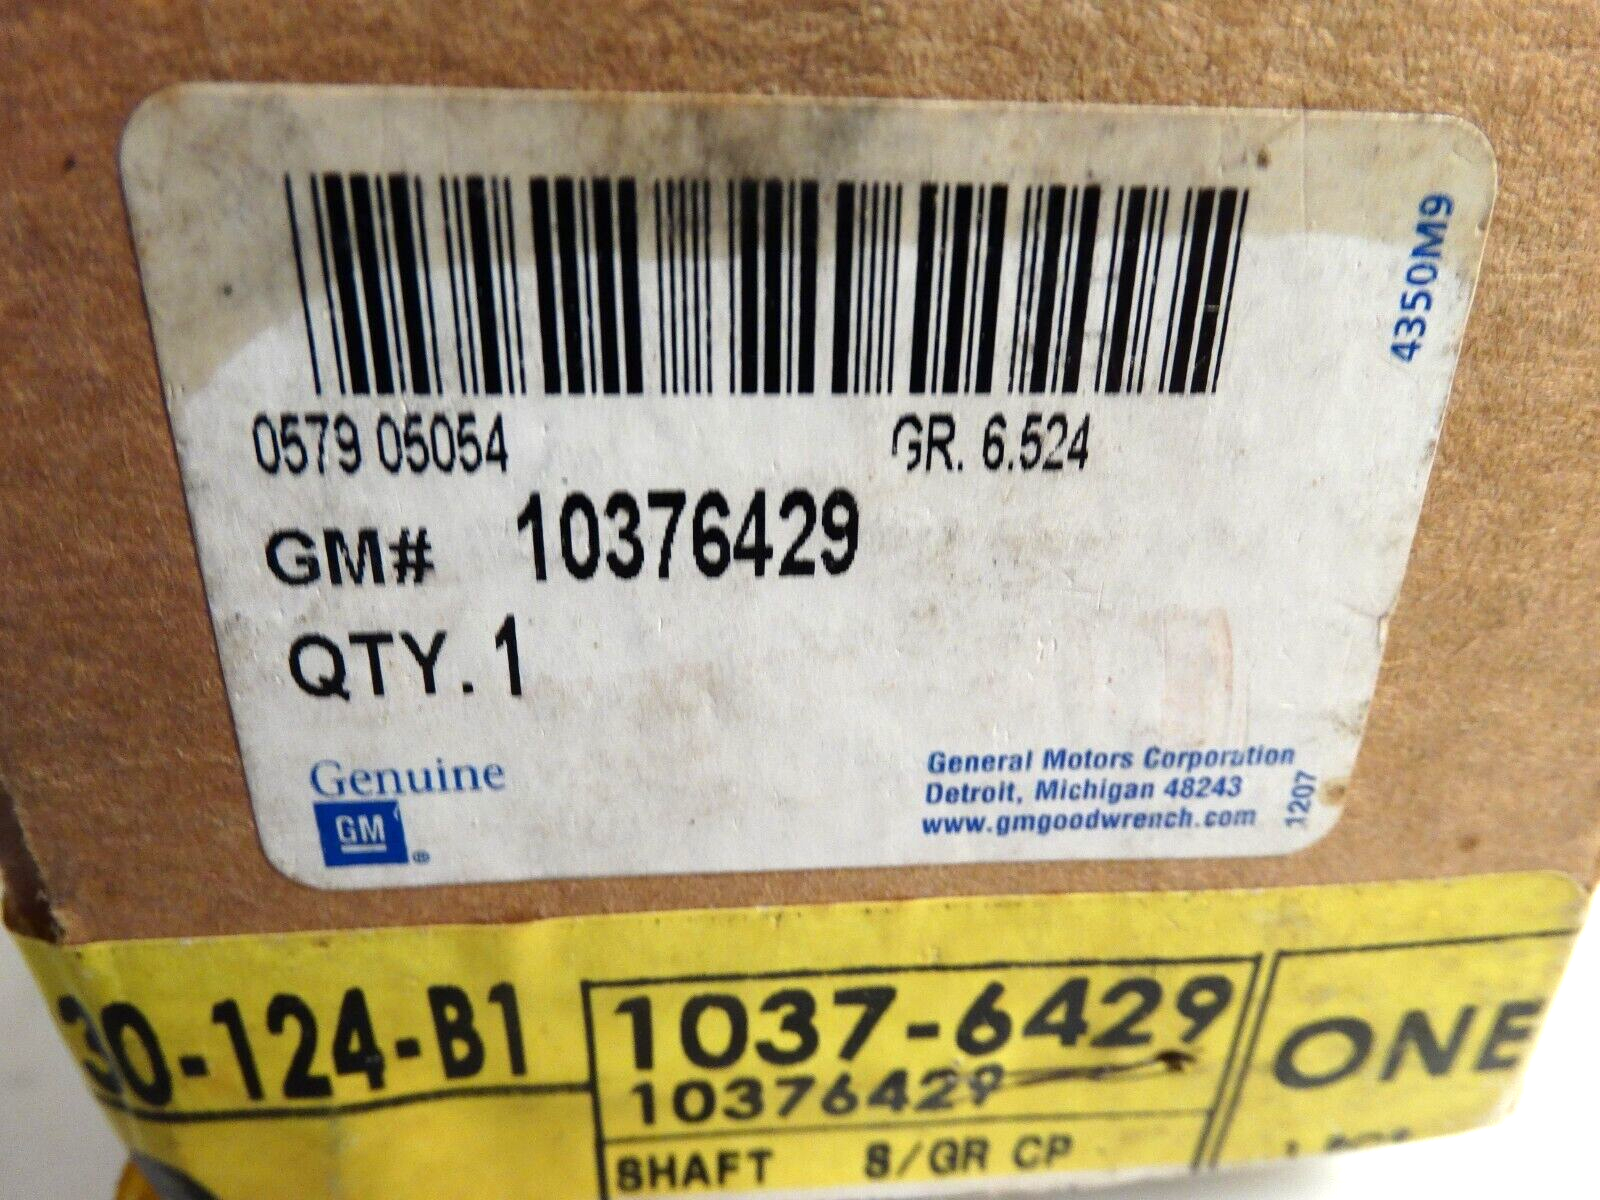 4350M9
0579 05054 GR. 6.524
GM# 10376429
QTY. 1
Genuine
GM®
General Motors Corporation
Detroit, Michigan 48243
www.gmgoodwrench.com
1207
30-124-B1
1037-6429
10376429
SHAFT S/GR CP
ONE